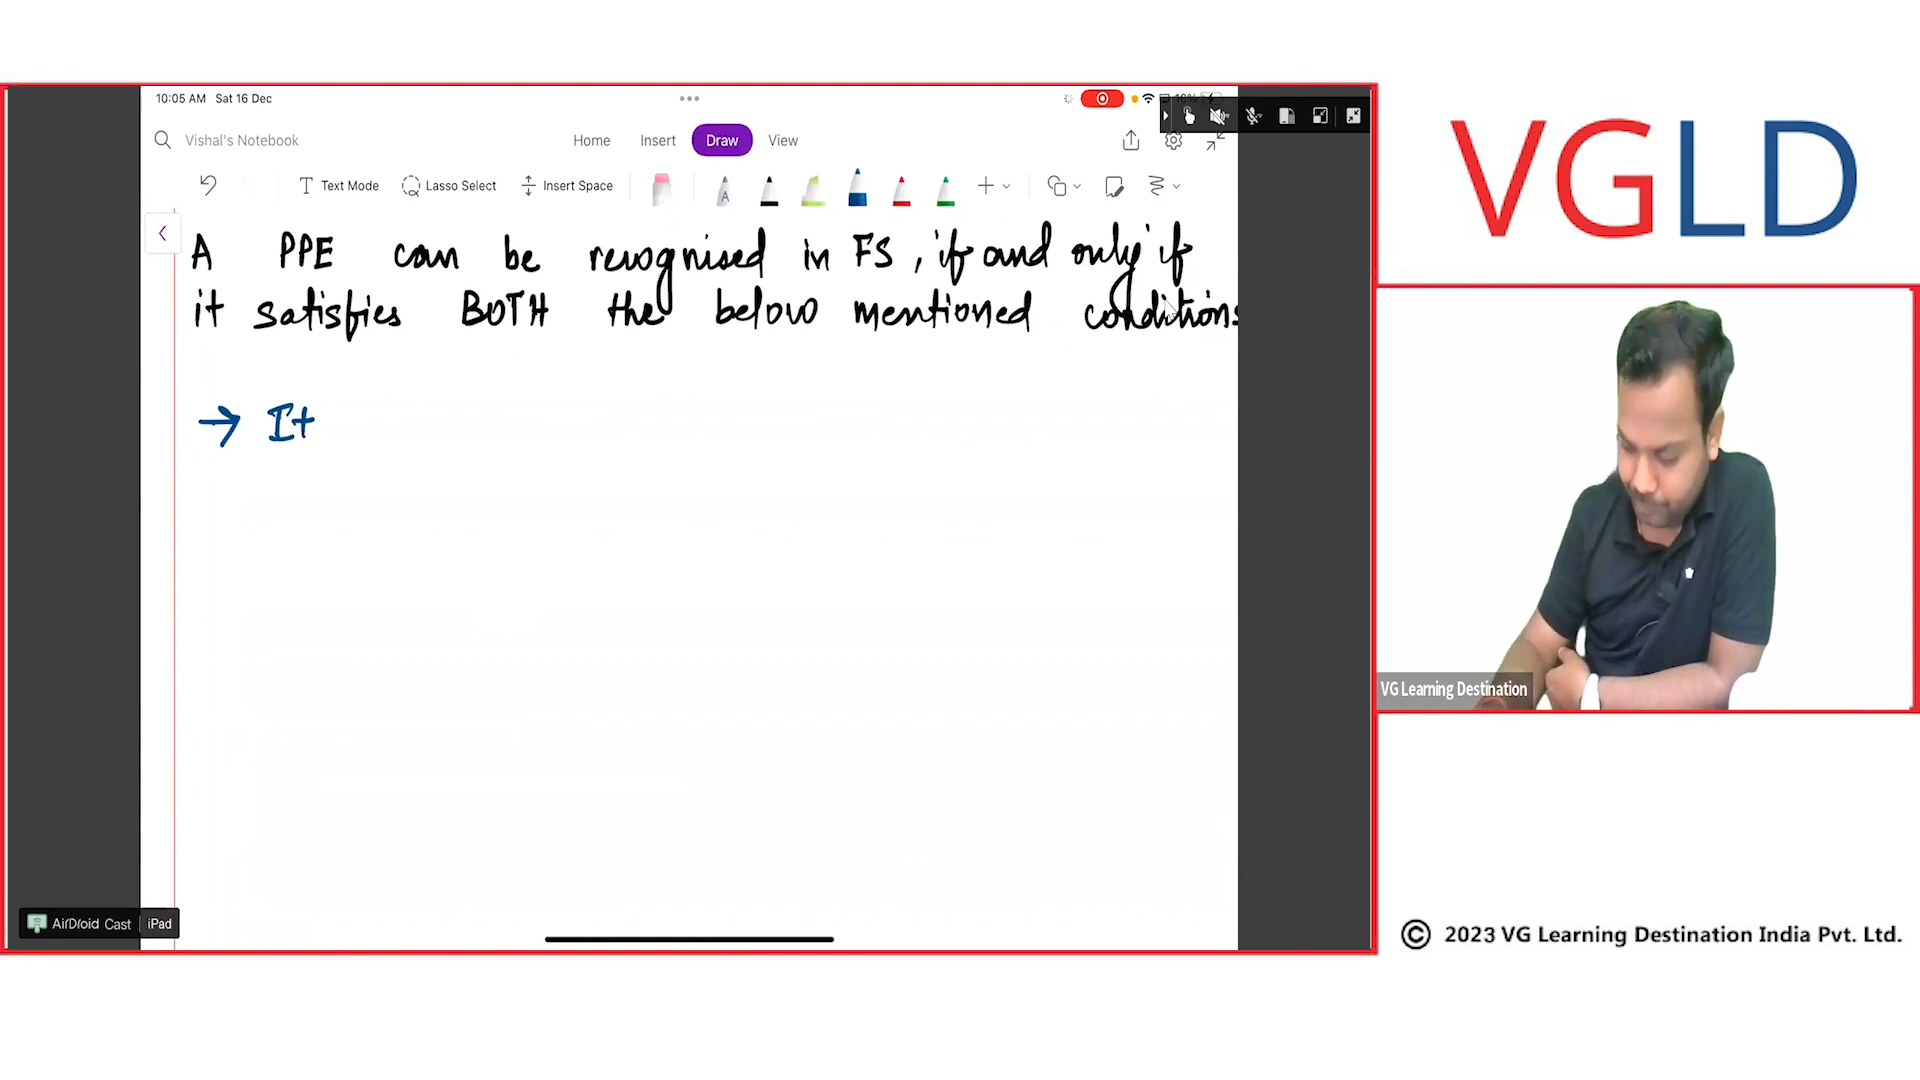 10:05 AM Sat 16 Dec
Vishal's Notebook
Home Insert Draw View
Text Mode Lasso Select Insert Space
A PPE can be recognised in FS, if and only if
it satisfies BOTH the below mentioned conditions
→ It
AirDroid Cast iPad
VGLD
VG Learning Destination
© 2023 VG Learning Destination India Pvt. Ltd.